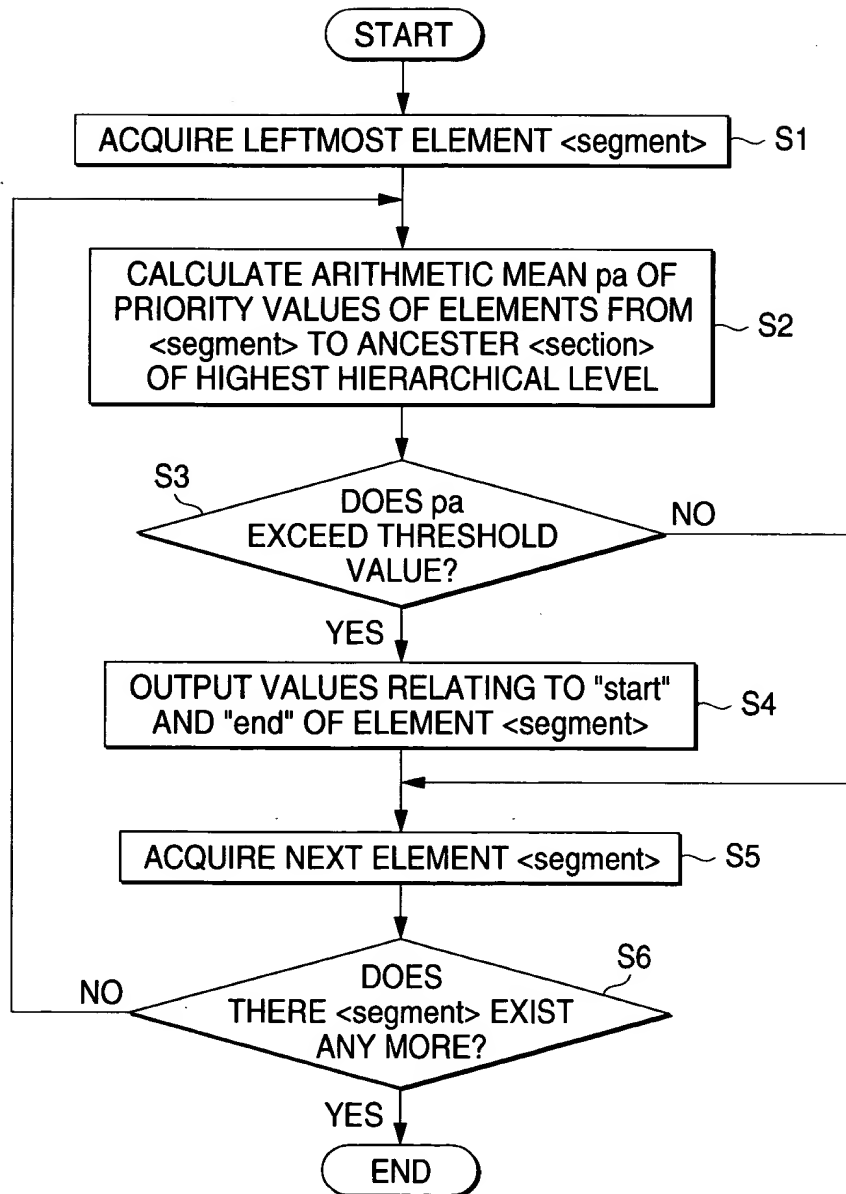 START
ACQUIRE LEFTMOST ELEMENT <segment>
S1
CALCULATE ARITHMETIC MEAN pa OF
PRIORITY VALUES OF ELEMENTS FROM
<segment> TO ANCESTER <section>
OF HIGHEST HIERARCHICAL LEVEL
S2
S3
DOES pa
EXCEED THRESHOLD
VALUE?
NO
YES
OUTPUT VALUES RELATING TO "start"
AND "end" OF ELEMENT <segment>
S4
ACQUIRE NEXT ELEMENT <segment>
S5
S6
DOES
THERE <segment> EXIST
ANY MORE?
NO
YES
END